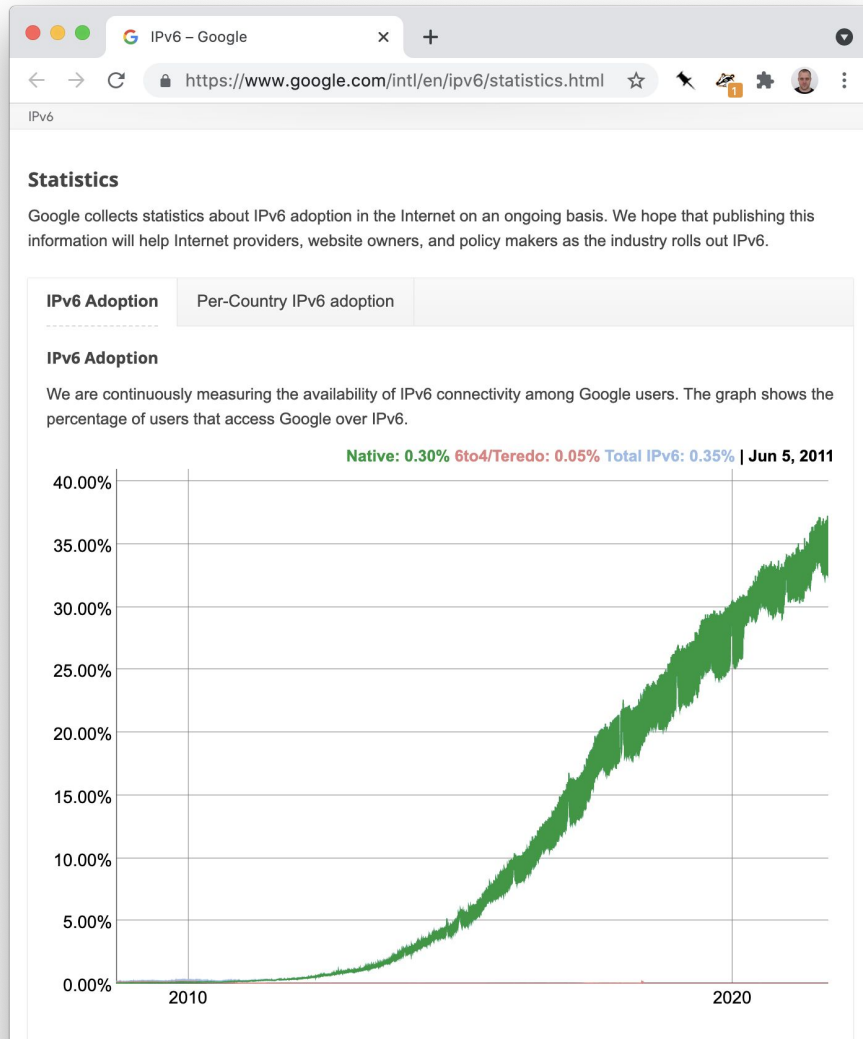 IPv6 – Google
https://www.google.com/intl/en/ipv6/statistics.html
1
IPv6
Statistics
Google collects statistics about IPv6 adoption in the Internet on an ongoing basis. We hope that publishing this
information will help Internet providers, website owners, and policy makers as the industry rolls out IPv6.
IPv6 Adoption
Per-Country IPv6 adoption
IPv6 Adoption
We are continuously measuring the availability of IPv6 connectivity among Google users. The graph shows the
percentage of users that access Google over IPv6.
Native: 0.30% 6to4/Teredo: 0.05% Total IPv6: 0.35% | Jun 5, 2011
40.00%
35.00%
30.00%
25.00%
20.00%
15.00%
10.00%
5.00%
0.00%
2010
2020